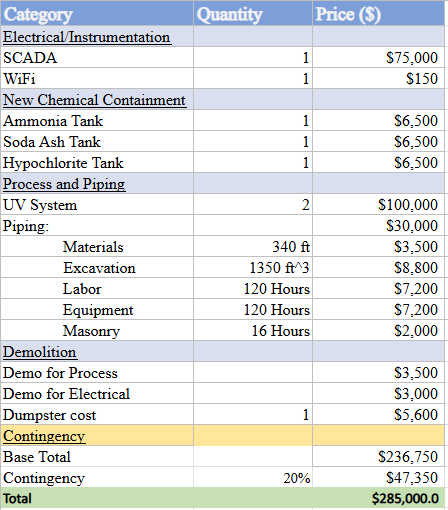 Category Quantity Price ($)
Electrical/Instrumentation
SCADA 1 $75,000
WiFi 1 $150
New Chemical Containment
Ammonia Tank 1 $6,500
Soda Ash Tank 1 $6,500
Hypochlorite Tank 1 $6,500
Process and Piping
UV System 2 $100,000
Piping: $30,000
Materials 340 ft $3,500
Excavation 1350 ft^3 $8,800
Labor 120 Hours $7,200
Equipment 120 Hours $7,200
Masonry 16 Hours $2,000
Demolition
Demo for Process $3,500
Demo for Electrical $3,000
Dumpster cost 1 $5,600
Contingency
Base Total $236,750
Contingency 20% $47,350
Total $285,000.0